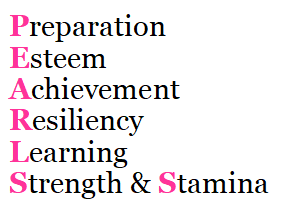 Preparation
Esteem
Achievement
Resiliency
Learning
Strength & Stamina